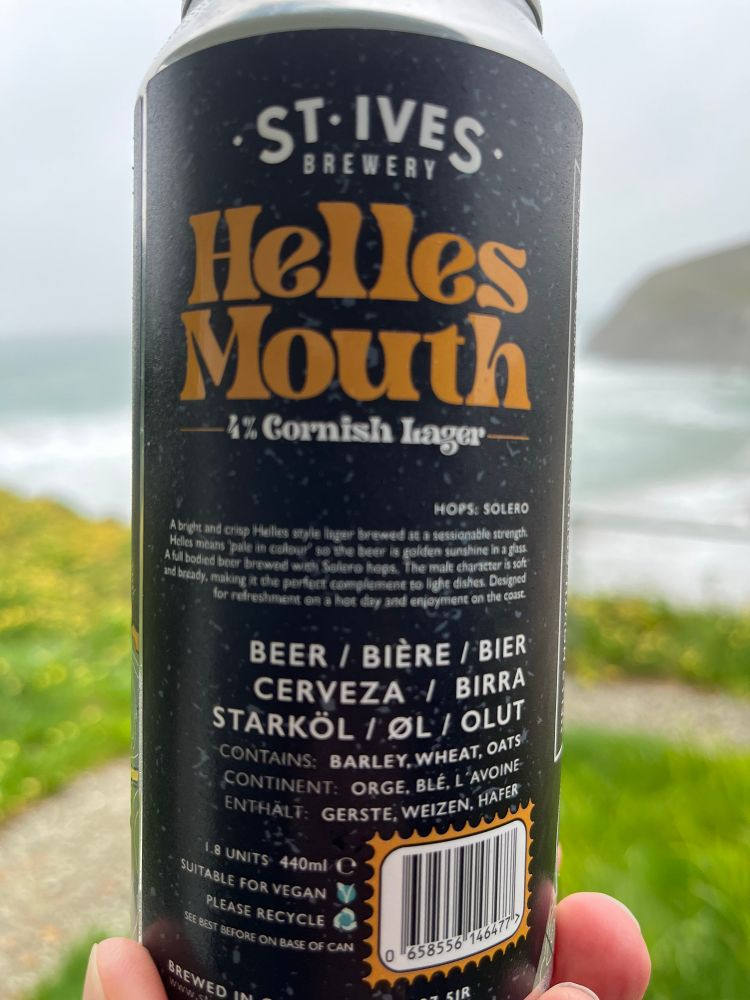 ST·IVES
BREWERY
Helles
Mouth
4% Cornish Lager
HOPS: SOLERO
A bright and crisp Helles style lager brewed at a sessionable strength.
Helles means 'pale in colour' so the beer is golden sunshine in a glass.
A full bodied beer brewed with Solero hops. The malt character is soft
and bready, making it the perfect complement to light dishes. Designed
for refreshment on a hot day and enjoyment on the coast.
BEER / BIÈRE / BIER
CERVEZA / BIRRA
STARKÖL / ØL / OLUT
CONTAINS: BARLEY, WHEAT, OATS
CONTINENT: ORGE, BLÉ, L'AVOINE
ENTHÄLT: GERSTE, WEIZEN, HAFER
1.8 UNITS 440ml ℮
SUITABLE FOR VEGAN
PLEASE RECYCLE
SEE BEST BEFORE ON BASE OF CAN
0 658556 146477 >
BREWED IN